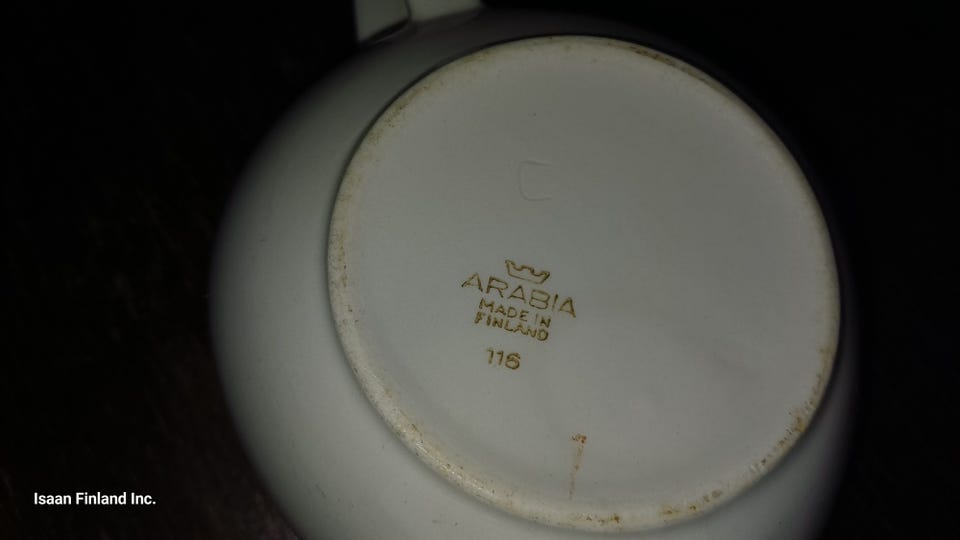 ARABIA
MADE IN
FINLAND
116
Isaan Finland Inc.